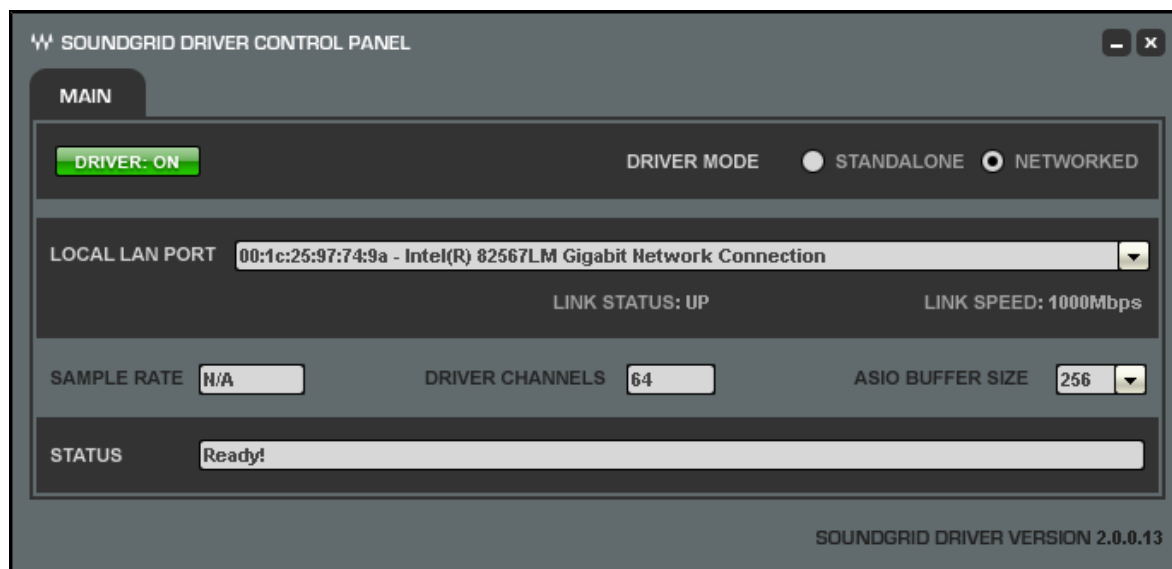 SOUNDGRID DRIVER CONTROL PANEL
MAIN
DRIVER: ON DRIVER MODE STANDALONE NETWORKED
LOCAL LAN PORT 00:1c:25:97:74:9a - Intel(R) 82567LM Gigabit Network Connection
LINK STATUS: UP LINK SPEED: 1000Mbps
SAMPLE RATE N/A DRIVER CHANNELS 64 ASIO BUFFER SIZE 256
STATUS Ready!
SOUNDGRID DRIVER VERSION 2.0.0.13